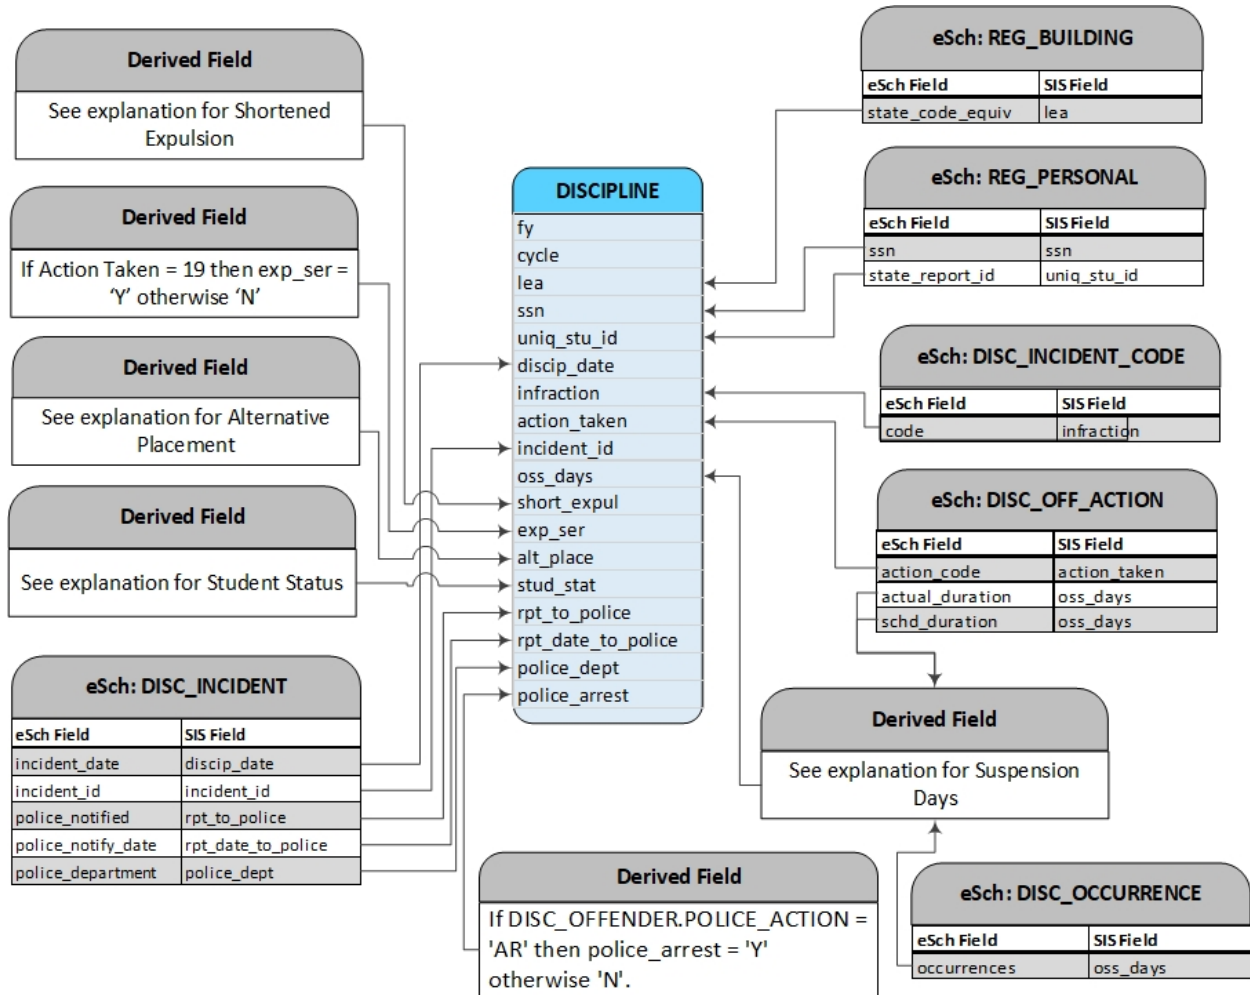 Derived Field
See explanation for Shortened
Expulsion
Derived Field
If Action Taken = 19 then exp_ser =
‘Y’ otherwise ‘N’
Derived Field
See explanation for Alternative
Placement
Derived Field
See explanation for Student Status
eSch: DISC_INCIDENT
eSch Field SIS Field
incident_date discip_date
incident_id incident_id
police_notified rpt_to_police
police_notify_date rpt_date_to_police
police_department police_dept
DISCIPLINE
fy
cycle
lea
ssn
uniq_stu_id
discip_date
infraction
action_taken
incident_id
oss_days
short_expul
exp_ser
alt_place
stud_stat
rpt_to_police
rpt_date_to_police
police_dept
police_arrest
Derived Field
If DISC_OFFENDER.POLICE_ACTION =
'AR' then police_arrest = 'Y'
otherwise 'N'.
eSch: REG_BUILDING
eSch Field SIS Field
state_code_equiv lea
eSch: REG_PERSONAL
eSch Field SIS Field
ssn ssn
state_report_id uniq_stu_id
eSch: DISC_INCIDENT_CODE
eSch Field SIS Field
code infraction
eSch: DISC_OFF_ACTION
eSch Field SIS Field
action_code action_taken
actual_duration oss_days
schd_duration oss_days
Derived Field
See explanation for Suspension
Days
eSch: DISC_OCCURRENCE
eSch Field SIS Field
occurrences oss_days